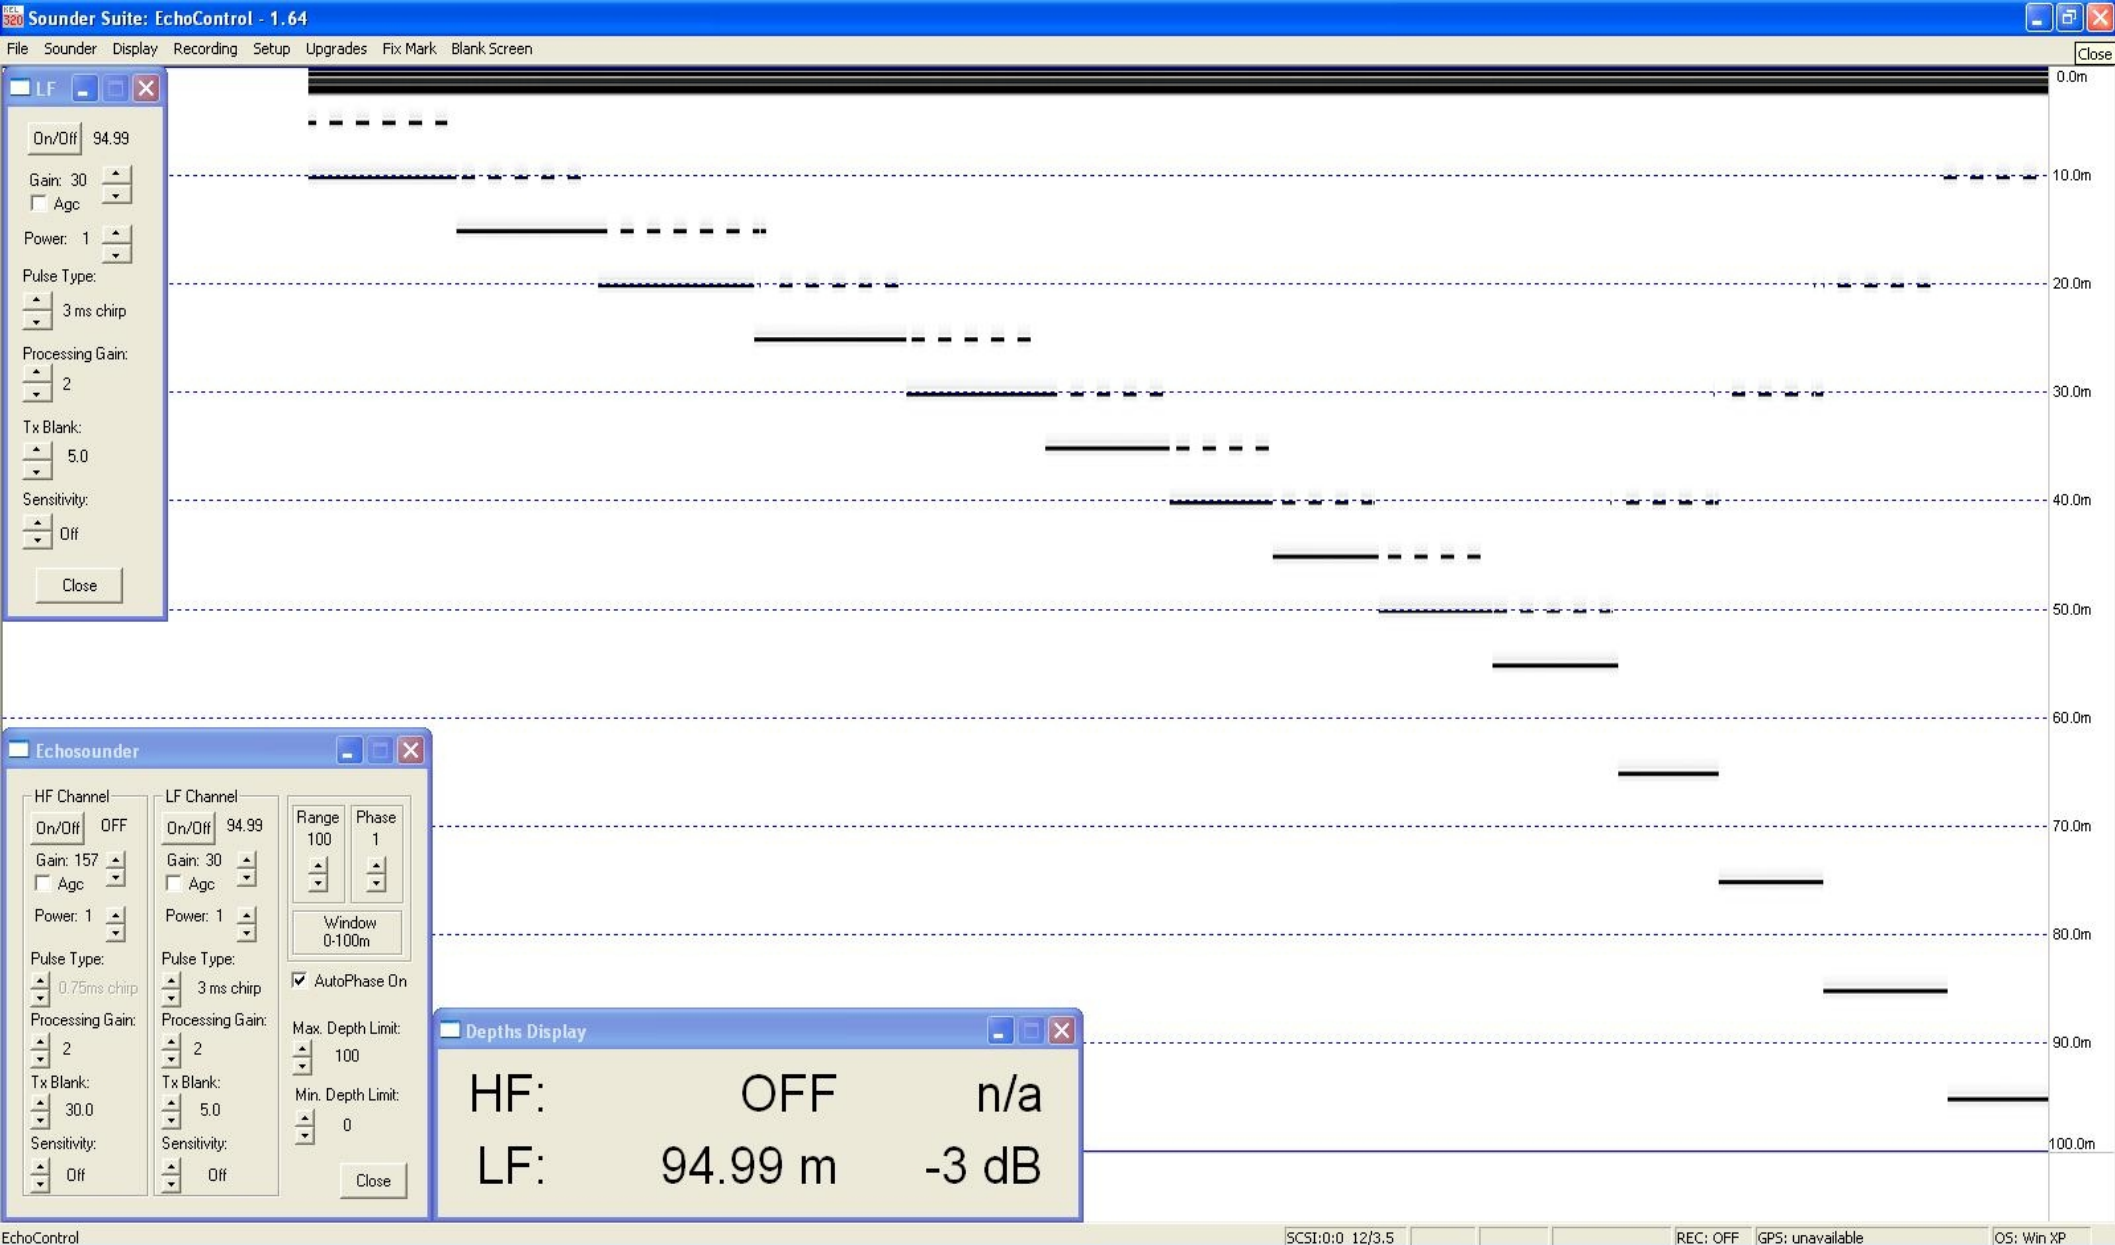 KEL
320
Sounder Suite: EchoControl - 1.64
File Sounder Display Recording Setup Upgrades Fix Mark Blank Screen
Close
LF
On/Off 94.99
Gain: 30
Agc
Power: 1
Pulse Type:
3 ms chirp
Processing Gain:
2
Tx Blank:
5.0
Sensitivity:
Off
Close
0.0m
10.0m
20.0m
30.0m
40.0m
50.0m
60.0m
70.0m
80.0m
90.0m
100.0m
Echosounder
HF Channel
On/Off OFF
Gain: 157
Agc
Power: 1
Pulse Type:
0.75ms chirp
Processing Gain:
2
Tx Blank:
30.0
Sensitivity:
Off
LF Channel
On/Off 94.99
Gain: 30
Agc
Power: 1
Pulse Type:
3 ms chirp
Processing Gain:
2
Tx Blank:
5.0
Sensitivity:
Off
Range
100
Phase
1
Window
0-100m
AutoPhase On
Max. Depth Limit:
100
Min. Depth Limit:
0
Close
Depths Display
HF: OFF n/a
LF: 94.99 m -3 dB
EchoControl
SCSI:0:0 12/3.5
REC: OFF
GPS: unavailable
OS: Win XP